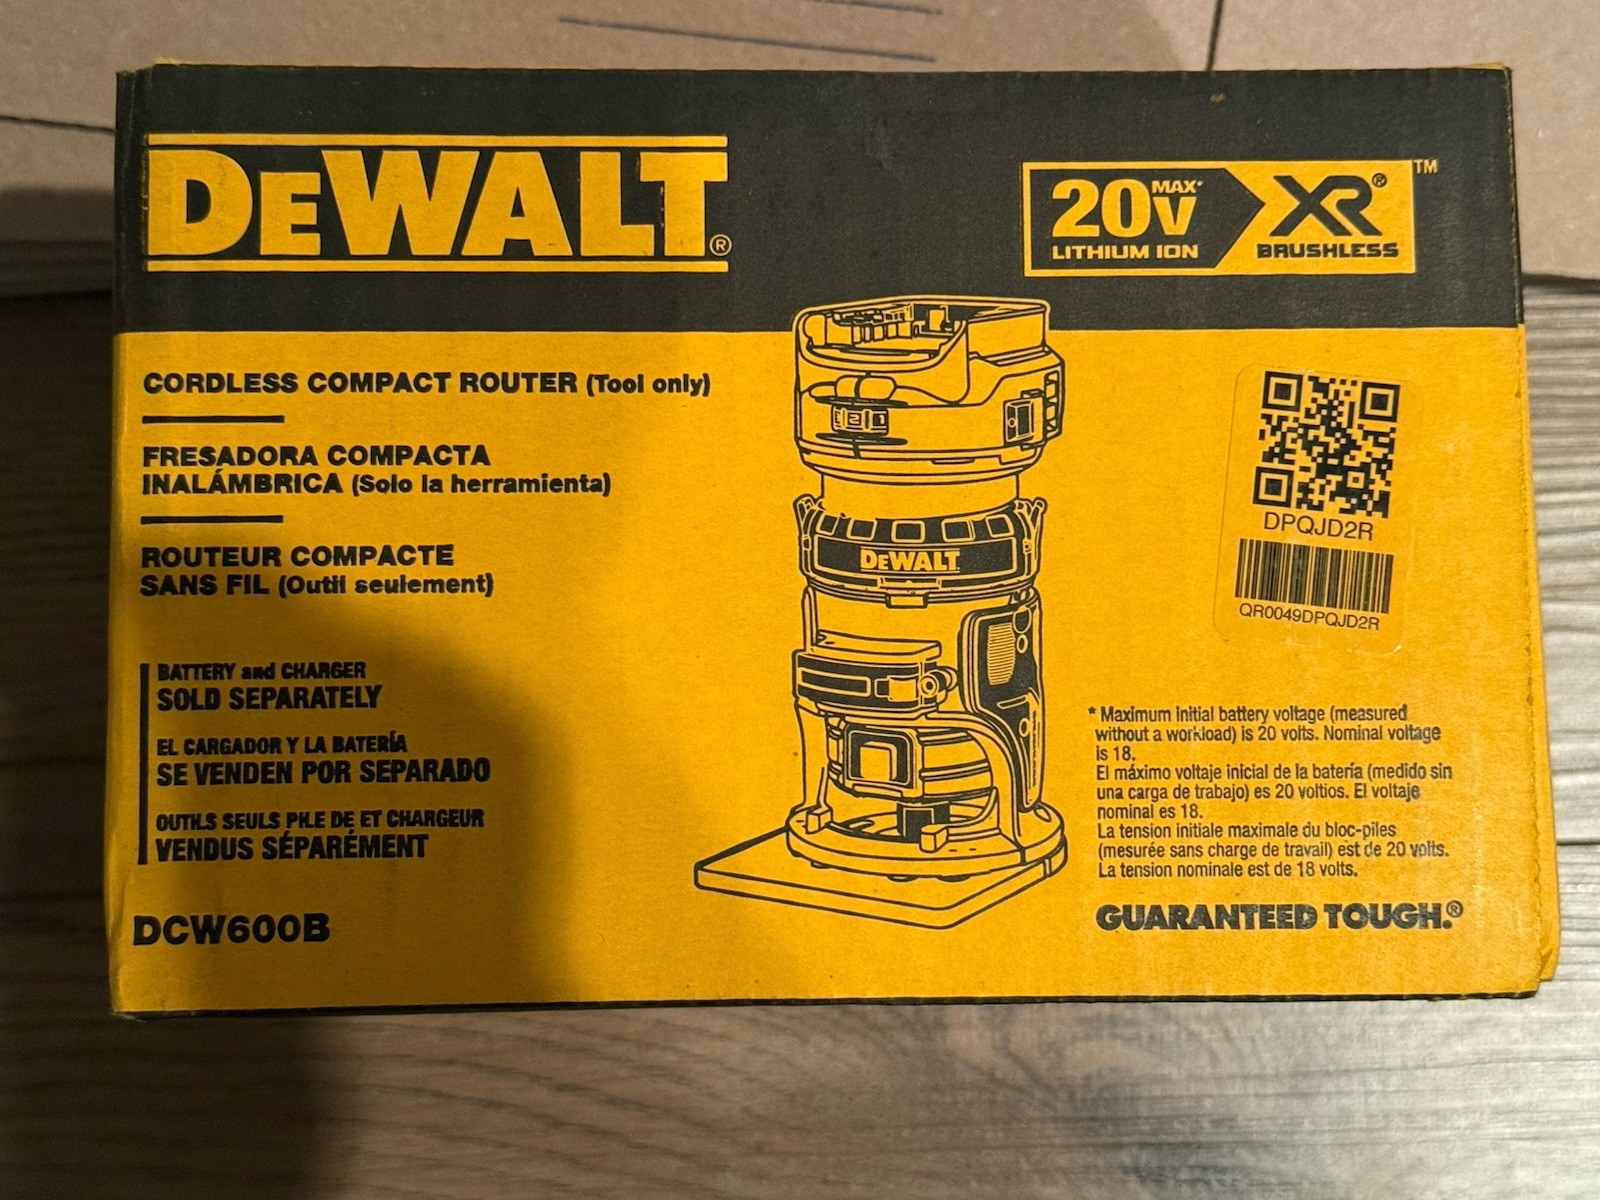 DEWALT®
20V MAX* LITHIUM ION
XR® BRUSHLESS™
CORDLESS COMPACT ROUTER (Tool only)
FRESADORA COMPACTA
INALÁMBRICA (Solo la herramienta)
ROUTEUR COMPACTE
SANS FIL (Outil seulement)
BATTERY and CHARGER
SOLD SEPARATELY
EL CARGADOR Y LA BATERÍA
SE VENDEN POR SEPARADO
OUTILS SEULS PILE DE ET CHARGEUR
VENDUS SÉPARÉMENT
DCW600B
2 1
DEWALT
DPQJD2R
QR0049DPQJD2R
* Maximum initial battery voltage (measured
without a workload) is 20 volts. Nominal voltage
is 18.
El máximo voltaje inicial de la batería (medido sin
una carga de trabajo) es 20 voltios. El voltaje
nominal es 18.
La tension initiale maximale du bloc-piles
(mesurée sans charge de travail) est de 20 volts.
La tension nominale est de 18 volts.
GUARANTEED TOUGH.®